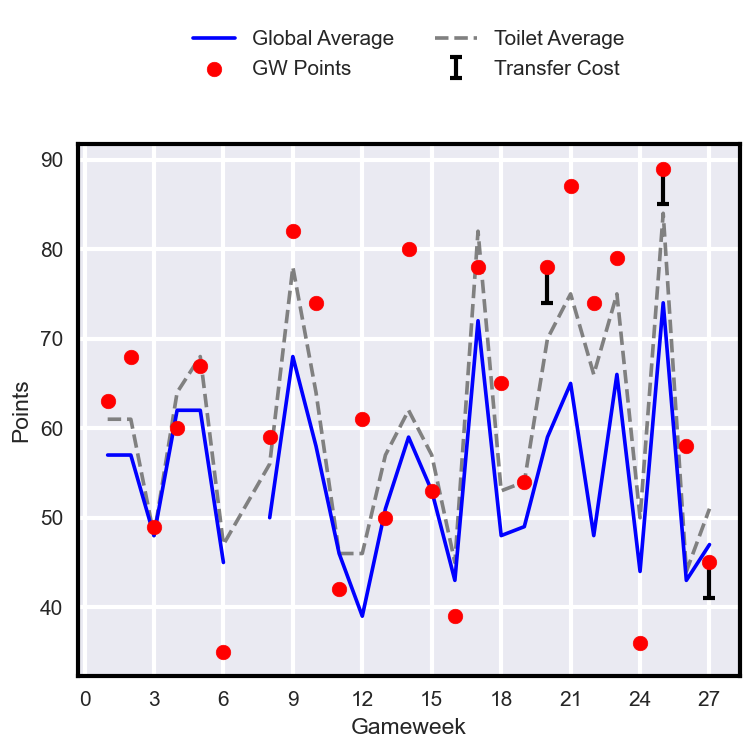 Global Average
Toilet Average
GW Points
Transfer Cost
90
80
70
60
50
40
Points
0 3 6 9 12 15 18 21 24 27
Gameweek